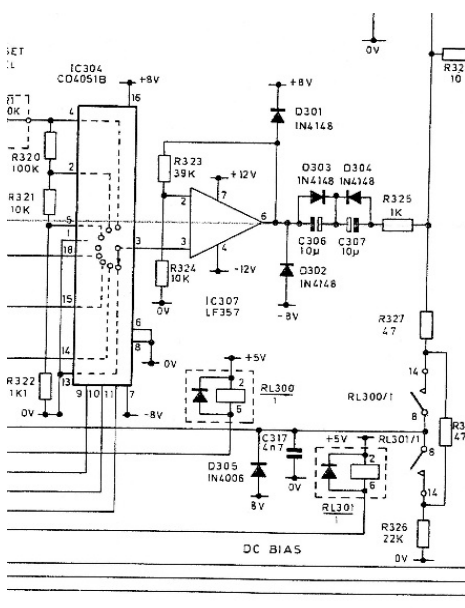 SET
IC304
CD4051B
+8V
16
0V
R32
10
4
R320
100K
2
R321
10K
5
1
18
15
14
13
R322
1K1
0V
9 10 11 7
-8V
3
6
8
0V
R323
39K
+12V
7
2
3
6
4
-12V
R324
10K
0V
IC307
LF357
+8V
D301
1N4148
D303 D304
1N4148 1N4148
R325
1K
C306 C307
10μ 10μ
D302
1N4148
-8V
R327
47
14
RL300/1
8
RL301/1
8
14
R3
47
R326
22K
0V
+5V
2
6
RL300
1
D305
1N4006
8V
C317
4n7
0V
+5V
2
6
RL301
1
DC BIAS